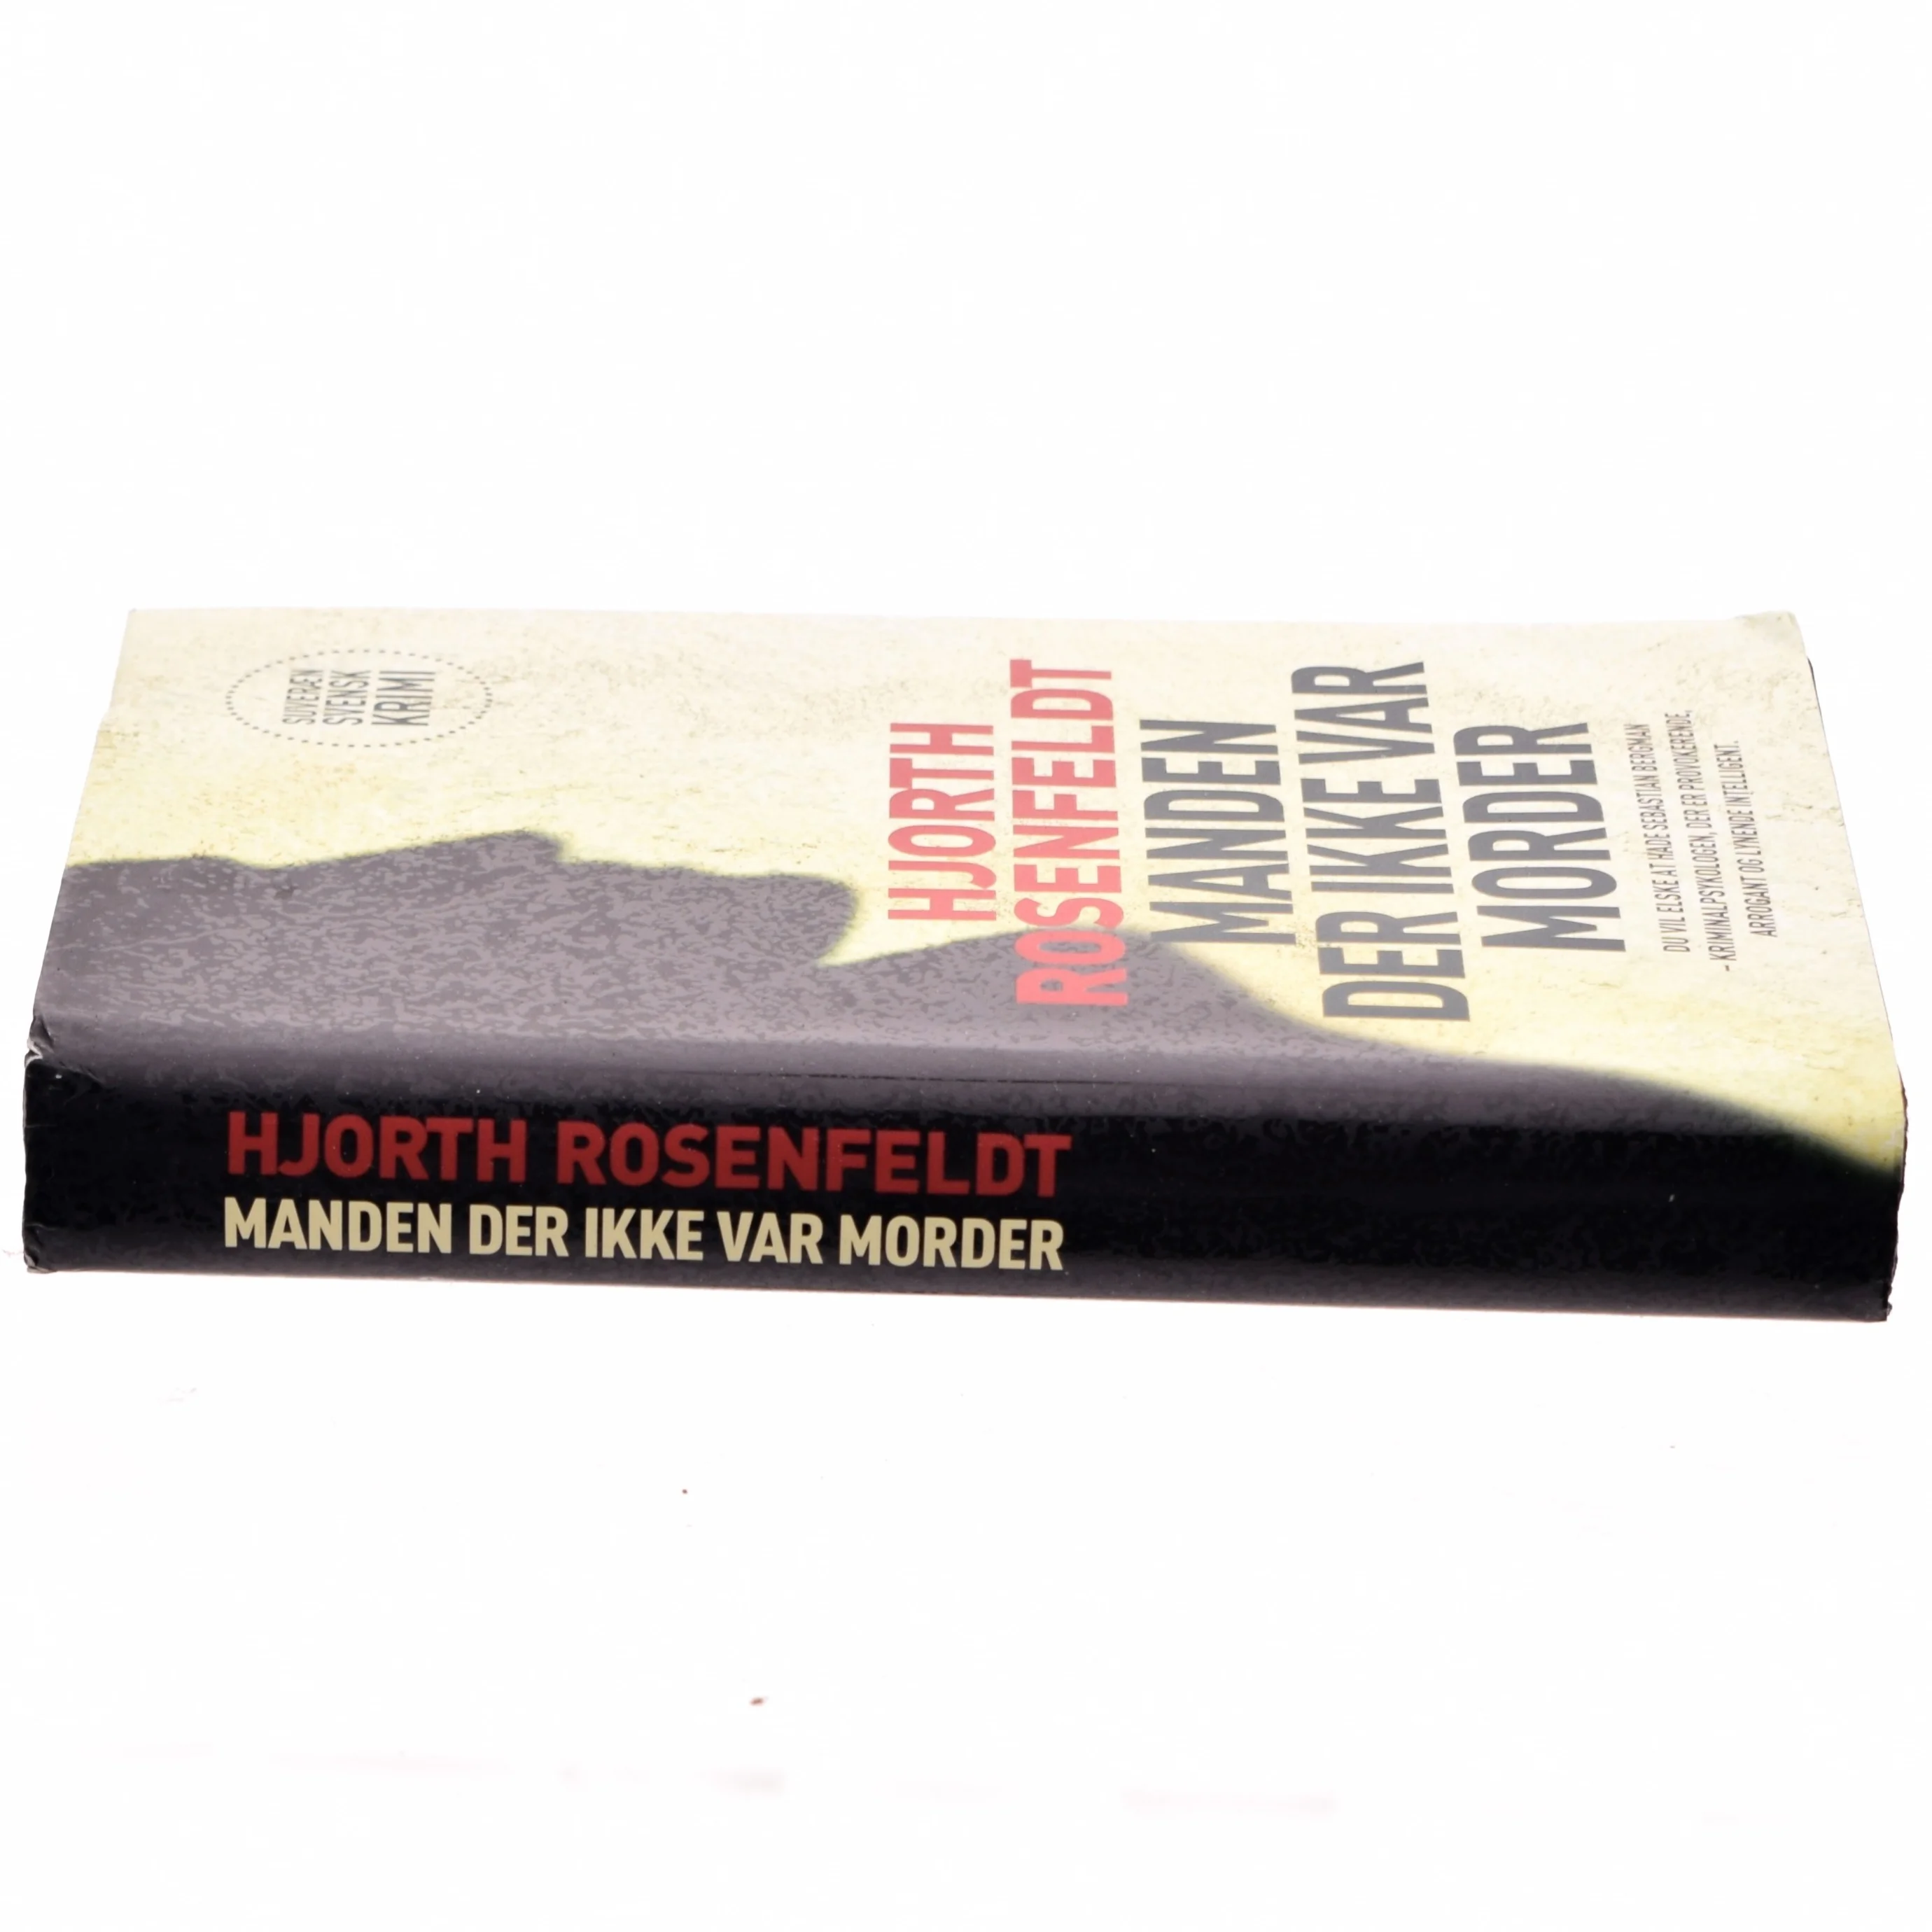 SUVERÆN
SVENSK
KRIMI
HJORTH
ROSENFELDT
MANDEN
DER IKKE VAR
MORDER
DU VIL ELSKE AT HADE SEBASTIAN BERGMAN
– KRIMINALPSYKOLOGEN, DER ER PROVOKERENDE,
ARROGANT OG LYNENDE INTELLIGENT.
HJORTH ROSENFELDT
MANDEN DER IKKE VAR MORDER